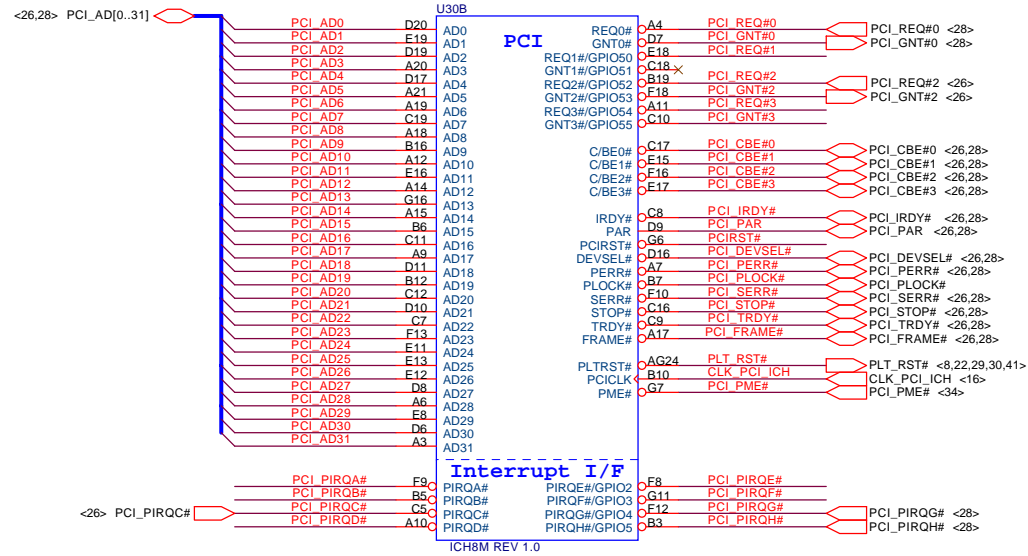 U30B
<26,28> PCI_AD[0..31]
PCI
PCI_AD0 D20 AD0 REQ0# A4 PCI_REQ#0 PCI_REQ#0 <28>
PCI_AD1 E19 AD1 GNT0# D7 PCI_GNT#0 PCI_GNT#0 <28>
PCI_AD2 D19 AD2 REQ1#/GPIO50 E18 PCI_REQ#1
PCI_AD3 A20 AD3 GNT1#/GPIO51 C18
PCI_AD4 D17 AD4 REQ2#/GPIO52 B19 PCI_REQ#2 PCI_REQ#2 <26>
PCI_AD5 A21 AD5 GNT2#/GPIO53 F18 PCI_GNT#2 PCI_GNT#2 <26>
PCI_AD6 A19 AD6 REQ3#/GPIO54 A11 PCI_REQ#3
PCI_AD7 C19 AD7 GNT3#/GPIO55 C10 PCI_GNT#3
PCI_AD8 A18 AD8
PCI_AD9 B16 AD9 C/BE0# C17 PCI_CBE#0 PCI_CBE#0 <26,28>
PCI_AD10 A12 AD10 C/BE1# E15 PCI_CBE#1 PCI_CBE#1 <26,28>
PCI_AD11 E16 AD11 C/BE2# F16 PCI_CBE#2 PCI_CBE#2 <26,28>
PCI_AD12 A14 AD12 C/BE3# E17 PCI_CBE#3 PCI_CBE#3 <26,28>
PCI_AD13 G16 AD13
PCI_AD14 A15 AD14 IRDY# C8 PCI_IRDY# PCI_IRDY# <26,28>
PCI_AD15 B6 AD15 PAR D9 PCI_PAR PCI_PAR <26,28>
PCI_AD16 C11 AD16 PCIRST# G6 PCIRST#
PCI_AD17 A9 AD17 DEVSEL# D16 PCI_DEVSEL# PCI_DEVSEL# <26,28>
PCI_AD18 D11 AD18 PERR# A7 PCI_PERR# PCI_PERR# <26,28>
PCI_AD19 B12 AD19 PLOCK# B7 PCI_PLOCK# PCI_PLOCK#
PCI_AD20 C12 AD20 SERR# F10 PCI_SERR# PCI_SERR# <26,28>
PCI_AD21 D10 AD21 STOP# C16 PCI_STOP# PCI_STOP# <26,28>
PCI_AD22 C7 AD22 TRDY# C9 PCI_TRDY# PCI_TRDY# <26,28>
PCI_AD23 F13 AD23 FRAME# A17 PCI_FRAME# PCI_FRAME# <26,28>
PCI_AD24 E11 AD24
PCI_AD25 E13 AD25 PLTRST# AG24 PLT_RST# PLT_RST# <8,22,29,30,41>
PCI_AD26 E12 AD26 PCICLK B10 CLK_PCI_ICH CLK_PCI_ICH <16>
PCI_AD27 D8 AD27 PME# G7 PCI_PME# PCI_PME# <34>
PCI_AD28 A6 AD28
PCI_AD29 E8 AD29
PCI_AD30 D6 AD30
PCI_AD31 A3 AD31
Interrupt I/F
PCI_PIRQA# F9 PIRQA# PIRQE#/GPIO2 F8 PCI_PIRQE#
PCI_PIRQB# B5 PIRQB# PIRQF#/GPIO3 G11 PCI_PIRQF#
<26> PCI_PIRQC# PCI_PIRQC# C5 PIRQC# PIRQG#/GPIO4 F12 PCI_PIRQG# PCI_PIRQG# <28>
PCI_PIRQD# A10 PIRQD# PIRQH#/GPIO5 B3 PCI_PIRQH# PCI_PIRQH# <28>
ICH8M REV 1.0